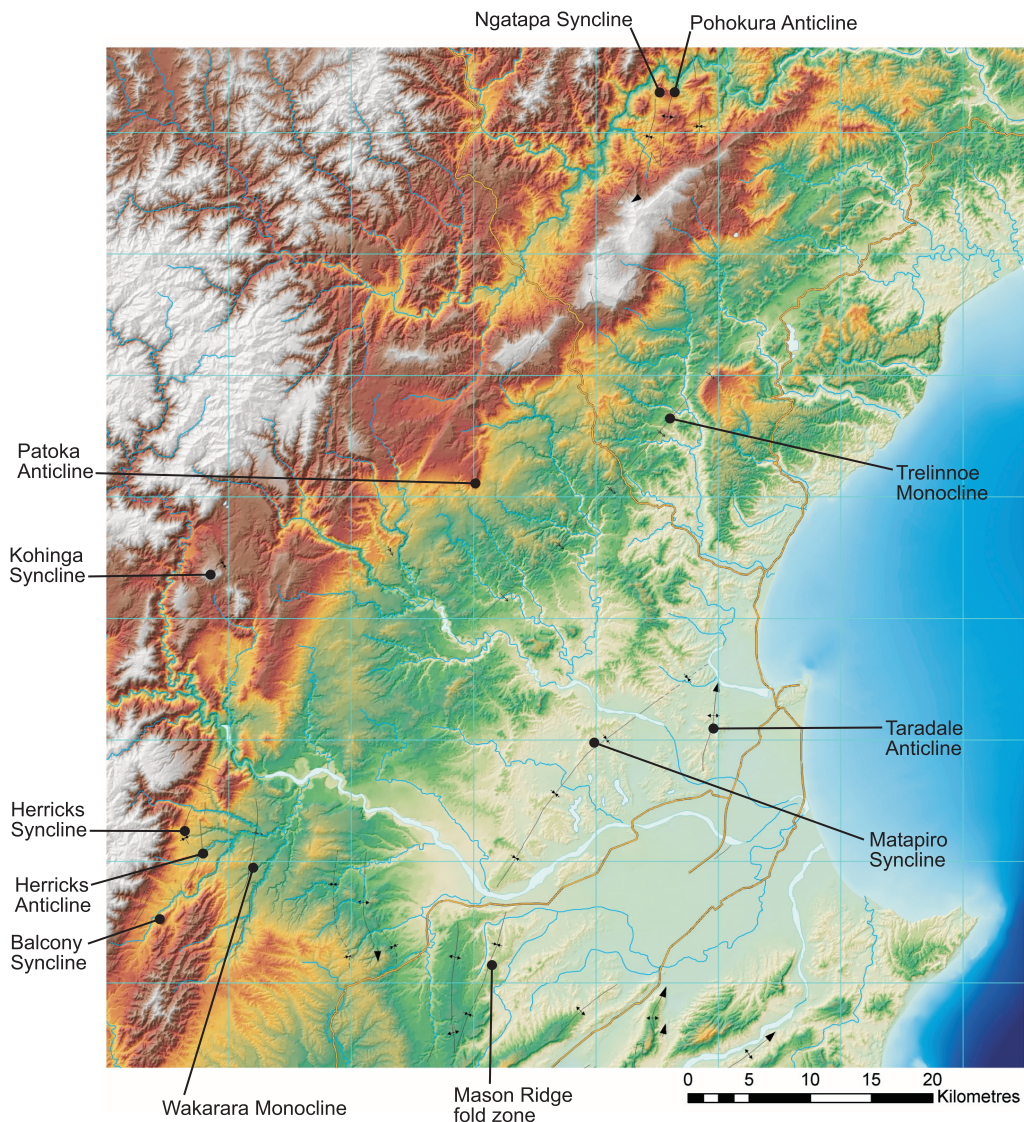 Ngatapa Syncline
Pohokura Anticline
Patoka
Anticline
Trelinnoe
Monocline
Kohinga
Syncline
Taradale
Anticline
Herricks
Syncline
Matapiro
Syncline
Herricks
Anticline
Balcony
Syncline
Wakarara Monocline
Mason Ridge
fold zone
0 5 10 15 20
Kilometres